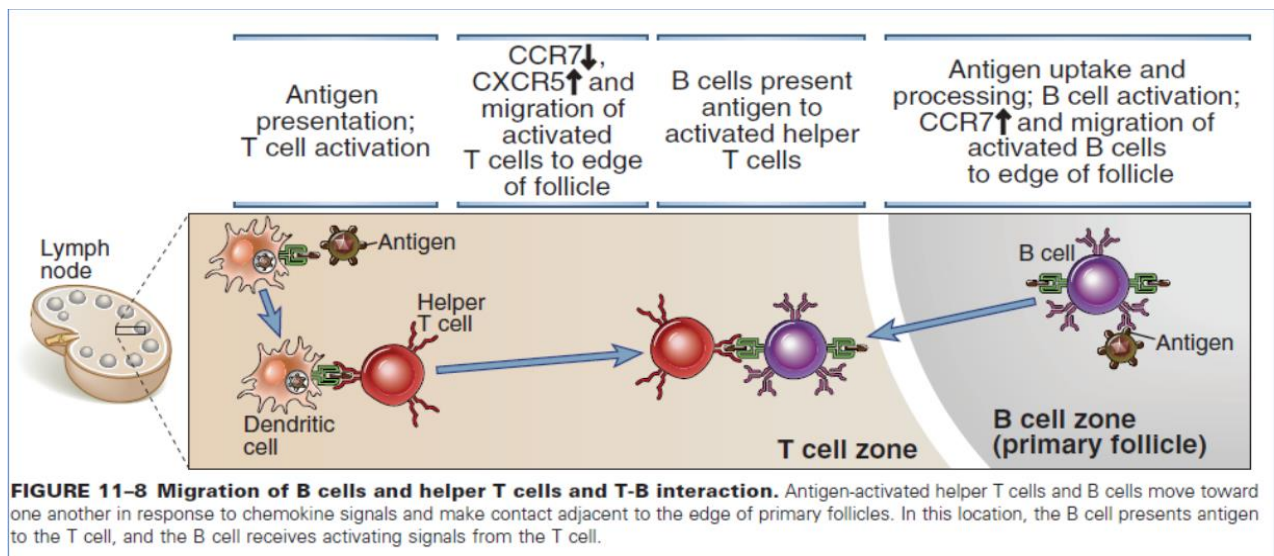 Antigen
presentation;
T cell activation
CCR7↓,
CXCR5↑ and
migration of
activated
T cells to edge
of follicle
B cells present
antigen to
activated helper
T cells
Antigen uptake and
processing; B cell activation;
CCR7↑ and migration of
activated B cells
to edge of follicle
Lymph
node
Antigen
Helper
T cell
Dendritic
cell
B cell
Antigen
T cell zone
B cell zone
(primary follicle)
FIGURE 11–8 Migration of B cells and helper T cells and T-B interaction. Antigen-activated helper T cells and B cells move toward
one another in response to chemokine signals and make contact adjacent to the edge of primary follicles. In this location, the B cell presents antigen
to the T cell, and the B cell receives activating signals from the T cell.